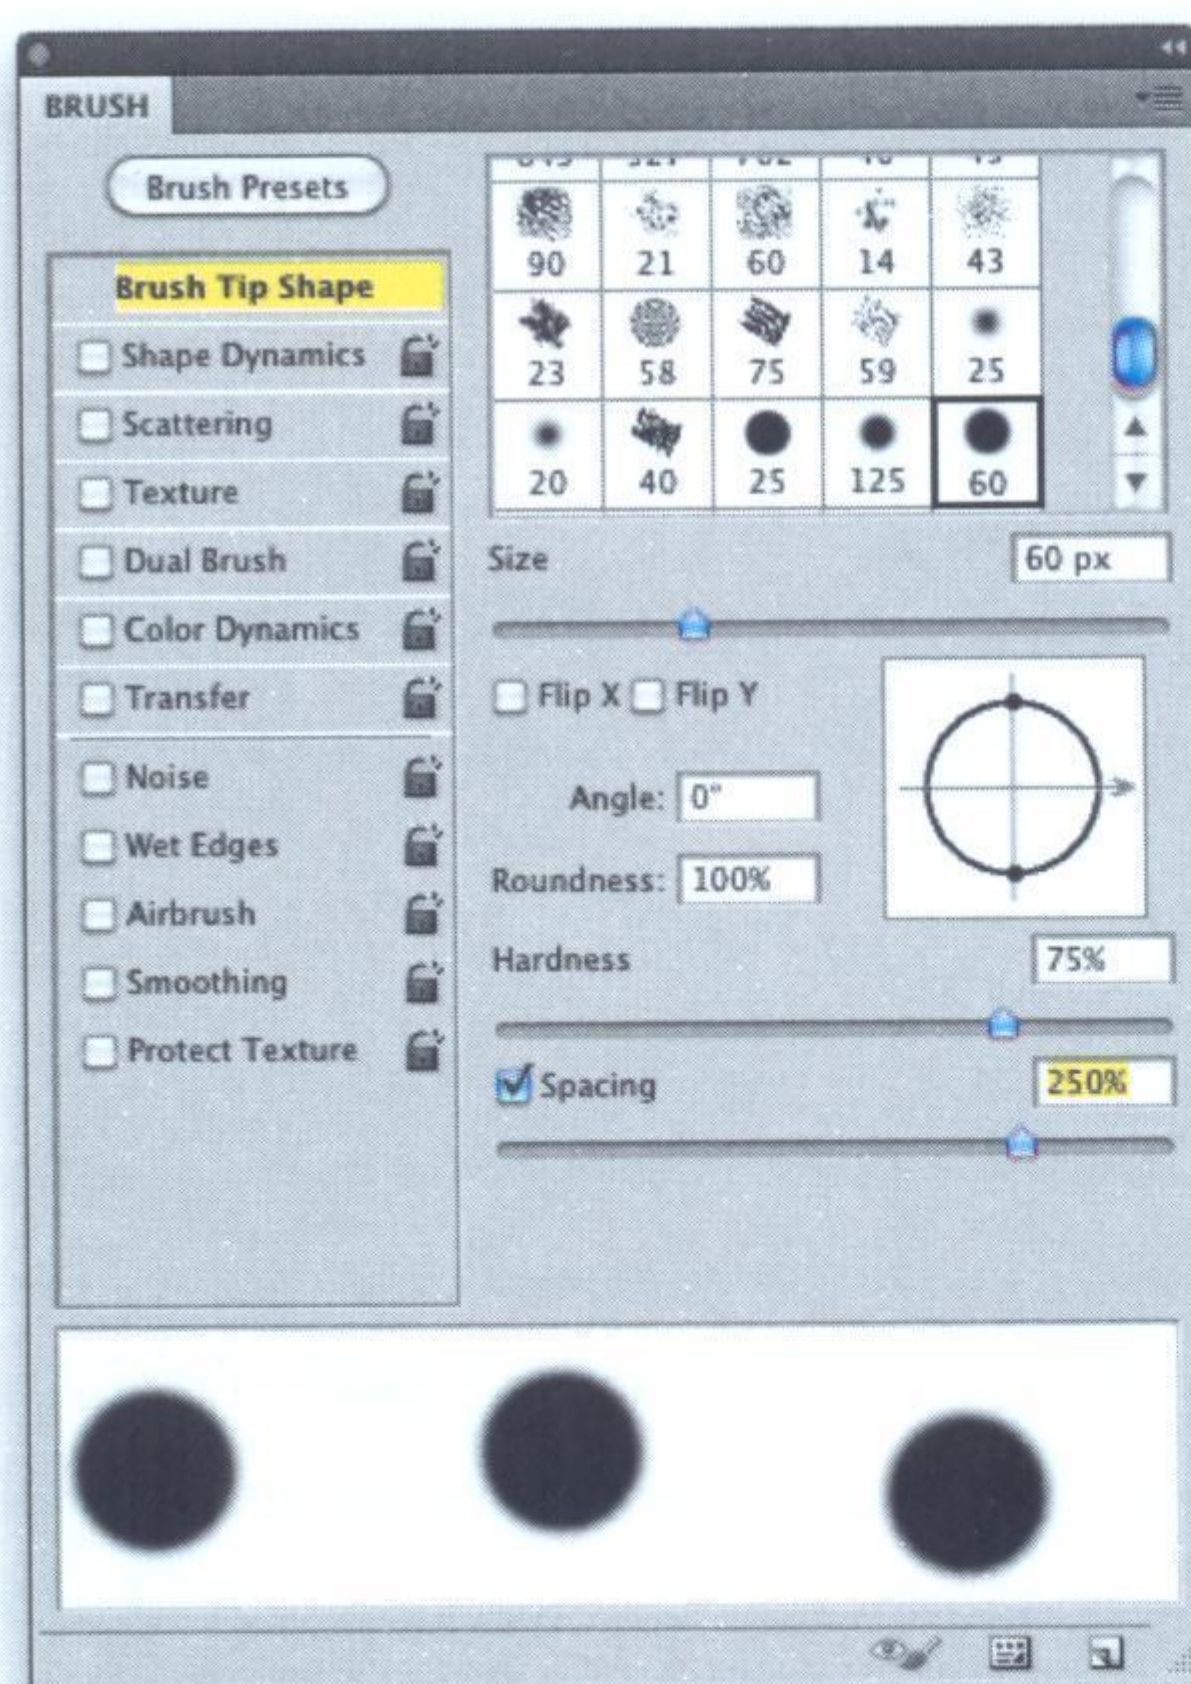 BRUSH
Brush Presets
Brush Tip Shape
Shape Dynamics
Scattering
Texture
Dual Brush
Color Dynamics
Transfer
Noise
Wet Edges
Airbrush
Smoothing
Protect Texture
90 21 60 14 43
23 58 75 59 25
20 40 25 125 60
Size 60 px
Flip X Flip Y
Angle: 0°
Roundness: 100%
Hardness 75%
Spacing 250%